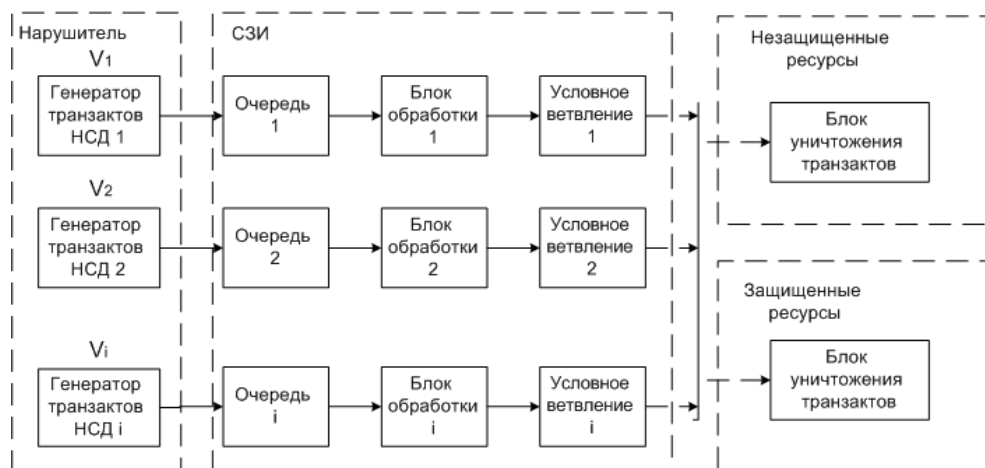 Нарушитель
СЗИ
Незащищенные
ресурсы
V1
Генератор
транзактов
НСД 1
Очередь
1
Блок
обработки
1
Условное
ветвление
1
Блок
уничтожения
транзактов
V2
Генератор
транзактов
НСД 2
Очередь
2
Блок
обработки
2
Условное
ветвление
2
Защищенные
ресурсы
Vi
Генератор
транзактов
НСД i
Очередь
i
Блок
обработки
i
Условное
ветвление
i
Блок
уничтожения
транзактов